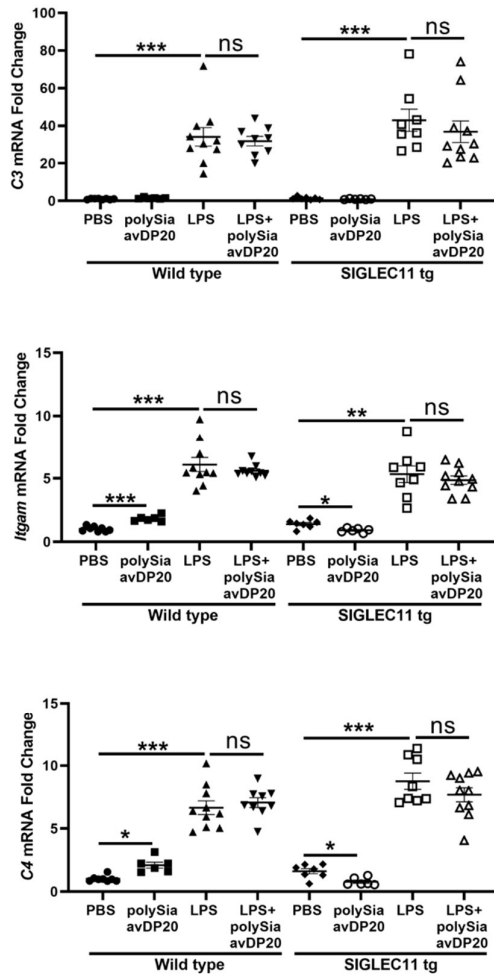 C3 mRNA Fold Change
100
80
60
40
20
0
*** ns *** ns
PBS polySia avDP20 LPS LPS+ polySia avDP20 PBS polySia avDP20 LPS LPS+ polySia avDP20
Wild type SIGLEC11 tg
Itgam mRNA Fold Change
15
10
5
0
*** ns ** ns
*** *
PBS polySia avDP20 LPS LPS+ polySia avDP20 PBS polySia avDP20 LPS LPS+ polySia avDP20
Wild type SIGLEC11 tg
C4 mRNA Fold Change
15
10
5
0
*** ns *** ns
* *
PBS polySia avDP20 LPS LPS+ polySia avDP20 PBS polySia avDP20 LPS LPS+ polySia avDP20
Wild type SIGLEC11 tg